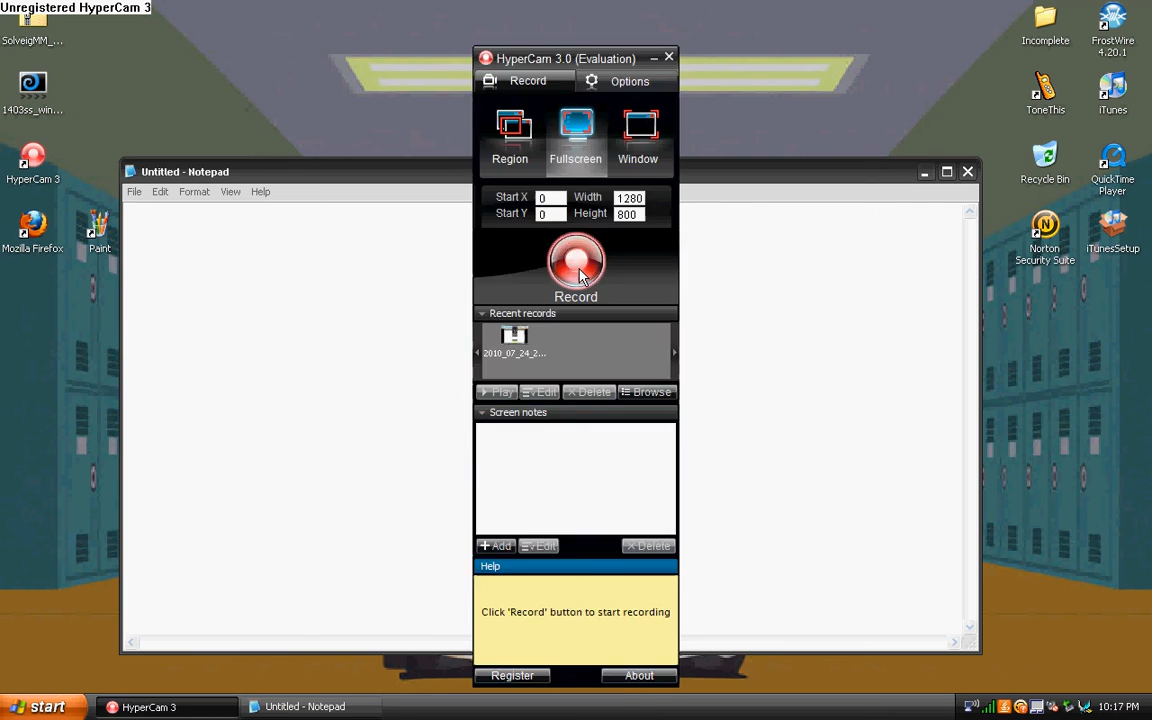 Unregistered HyperCam 3
SolveigMM_...
1403ss_win...
HyperCam 3
Mozilla Firefox
Paint
Incomplete
FrostWire
4.20.1
ToneThis
iTunes
Recycle Bin
QuickTime
Player
Norton
Security Suite
iTunesSetup
Untitled - Notepad
File Edit Format View Help
HyperCam 3.0 (Evaluation)
Record Options
Region Fullscreen Window
Start X 0 Width 1280
Start Y 0 Height 800
Record
Recent records
2010_07_24_2...
Play Edit Delete Browse
Screen notes
Add Edit Delete
Help
Click 'Record' button to start recording
Register About
start HyperCam 3 Untitled - Notepad 10:17 PM